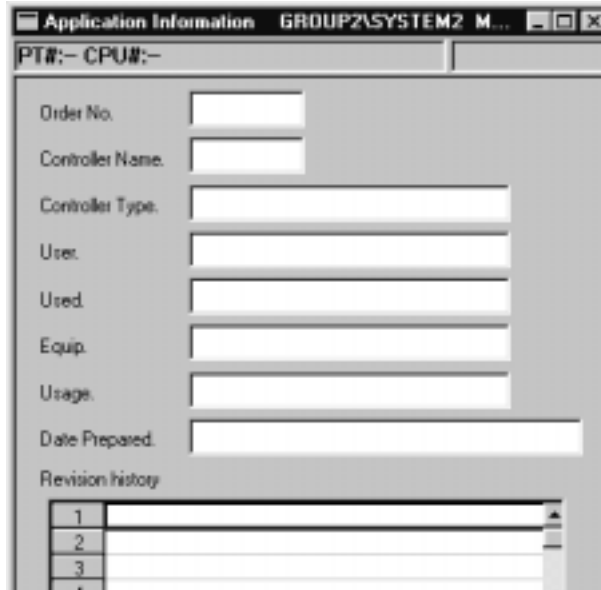 Application Information GROUP2\SYSTEM2 M...
PT#:– CPU#:–
Order No.
Controller Name.
Controller Type.
User.
Used.
Equip.
Usage.
Date Prepared.
Revision history
1
2
3